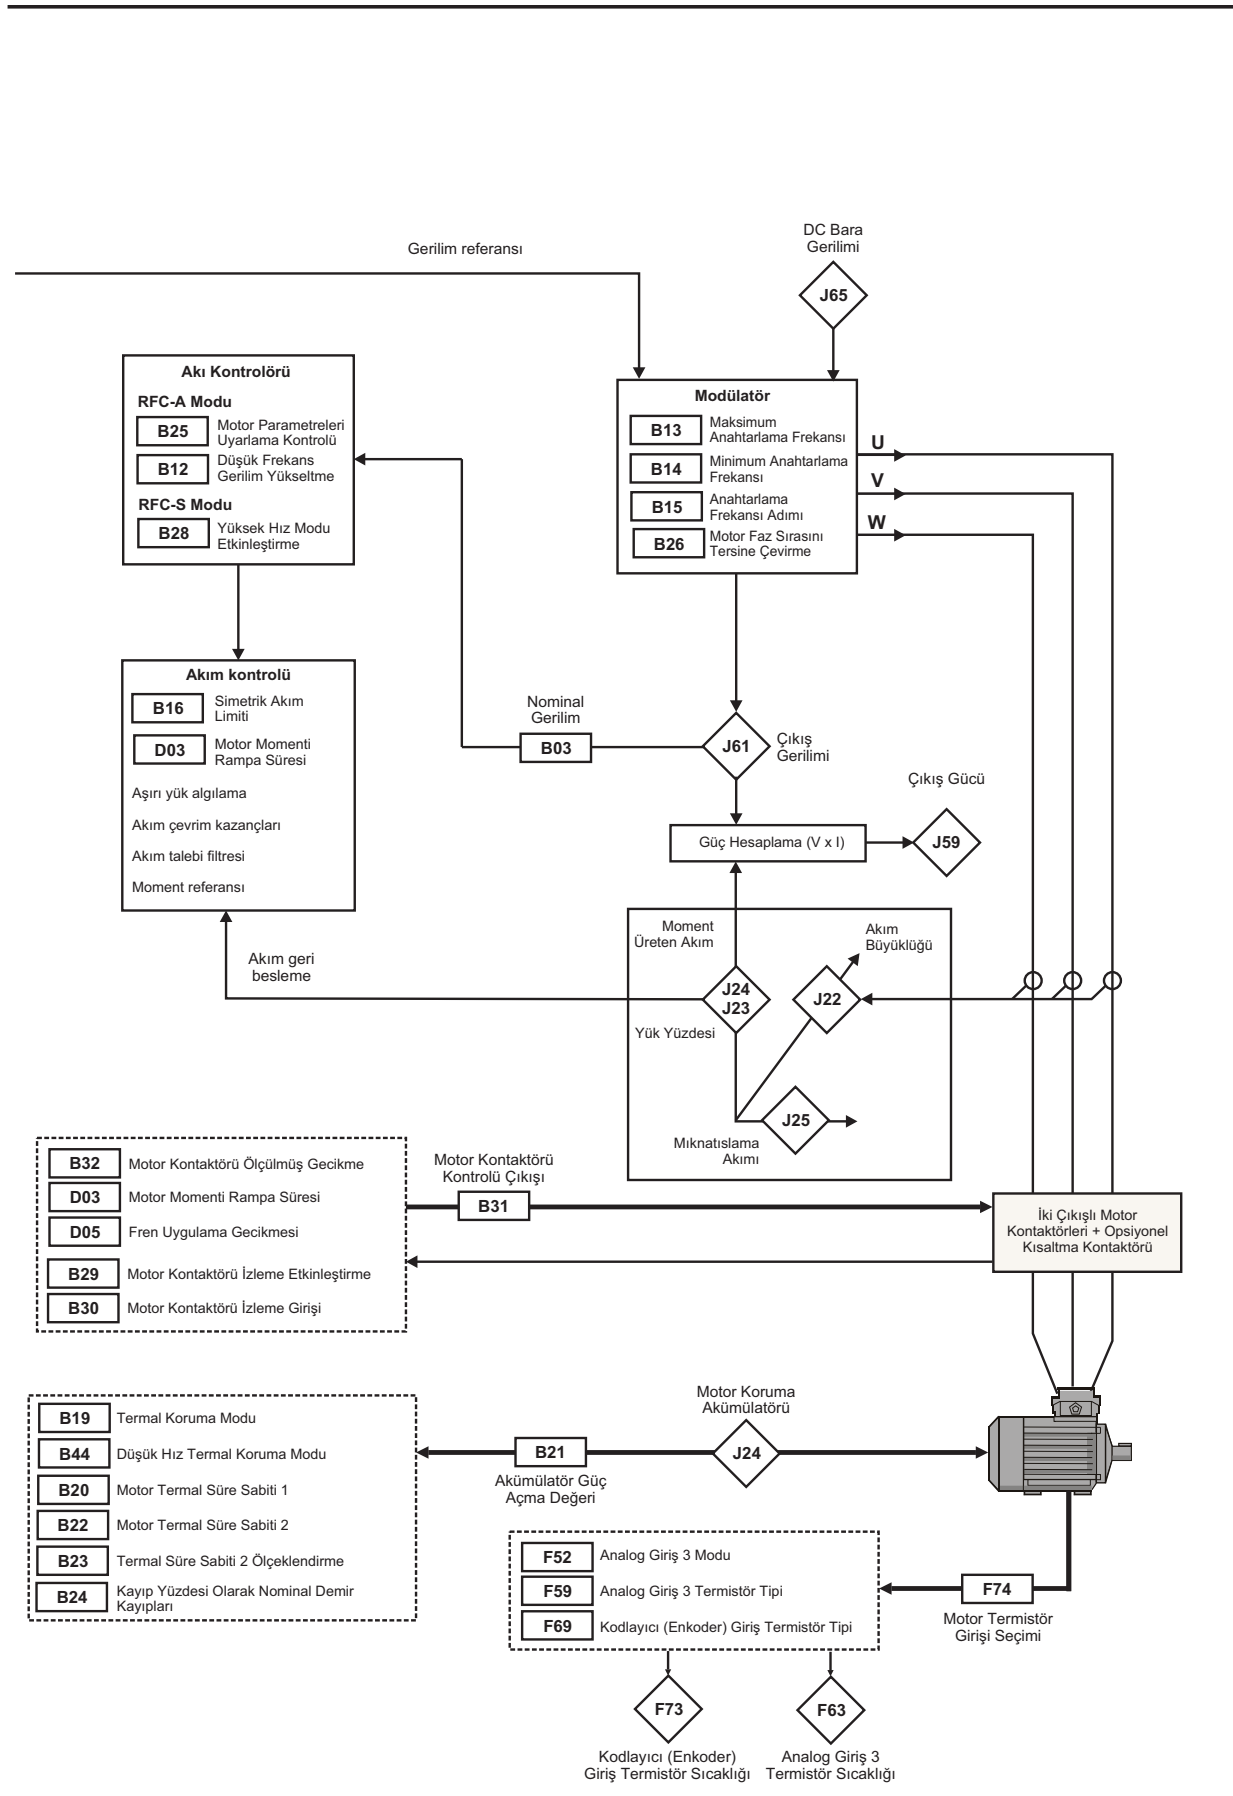 DC Bara
Gerilimi
Gerilim referansı
J65
Akı Kontrolörü
RFC-A Modu
B25
Motor Parametreleri
Uyarlama Kontrolü
B12
Düşük Frekans
Gerilim Yükseltme
RFC-S Modu
B28
Yüksek Hız Modu
Etkinleştirme
Modülatör
B13
Maksimum
Anahtarlama Frekansı
B14
Minimum Anahtarlama
Frekansı
B15
Anahtarlama
Frekansı Adımı
B26
Motor Faz Sırasını
Tersine Çevirme
U
V
W
Akım kontrolü
B16
Simetrik Akım
Limiti
D03
Motor Momenti
Rampa Süresi
Aşırı yük algılama
Akım çevrim kazançları
Akım talebi filtresi
Moment referansı
Nominal
Gerilim
B03
J61
Çıkış
Gerilimi
Çıkış Gücü
Güç Hesaplama (V x I)
J59
Akım geri
besleme
Moment
Üreten Akım
Akım
Büyüklüğü
J24
J23
J22
Yük Yüzdesi
J25
Mıknatıslama
Akımı
B32
Motor Kontaktörü Ölçülmüş Gecikme
D03
Motor Momenti Rampa Süresi
D05
Fren Uygulama Gecikmesi
B29
Motor Kontaktörü İzleme Etkinleştirme
B30
Motor Kontaktörü İzleme Girişi
Motor Kontaktörü
Kontrolü Çıkışı
B31
İki Çıkışlı Motor
Kontaktörleri + Opsiyonel
Kısaltma Kontaktörü
B19
Termal Koruma Modu
B44
Düşük Hız Termal Koruma Modu
B20
Motor Termal Süre Sabiti 1
B22
Motor Termal Süre Sabiti 2
B23
Termal Süre Sabiti 2 Ölçeklendirme
B24
Kayıp Yüzdesi Olarak Nominal Demir
Kayıpları
Motor Koruma
Akümülatörü
B21
J24
Akümülatör Güç
Açma Değeri
F52
Analog Giriş 3 Modu
F59
Analog Giriş 3 Termistör Tipi
F69
Kodlayıcı (Enkoder) Giriş Termistör Tipi
F74
Motor Termistör
Girişi Seçimi
F73
F63
Kodlayıcı (Enkoder)
Giriş Termistör Sıcaklığı
Analog Giriş 3
Termistör Sıcaklığı